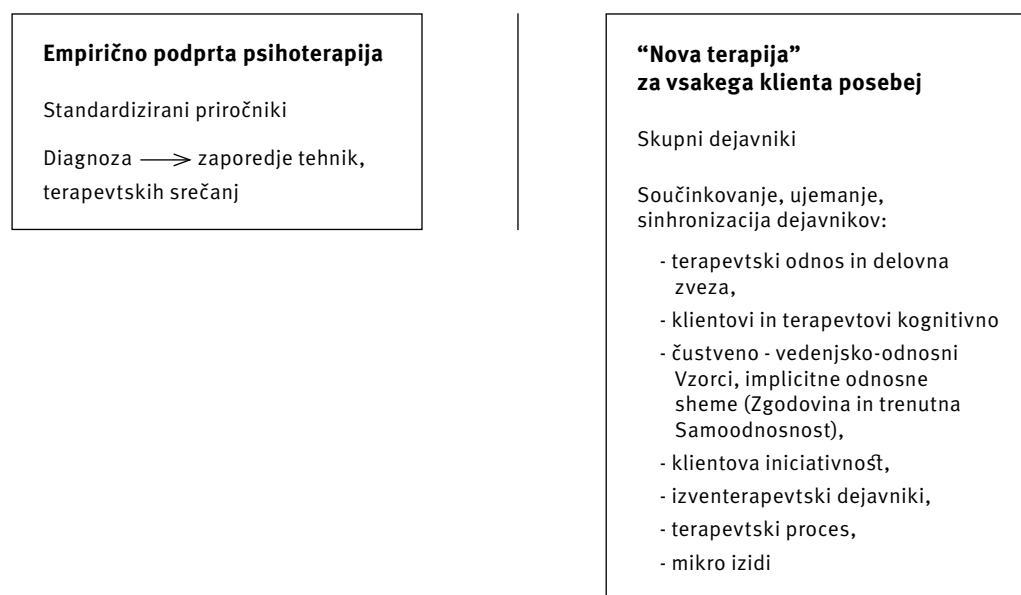 Empirično podprta psihoterapija
Standardizirani priročniki
Diagnoza → zaporedje tehnik,
terapevtskih srečanj
“Nova terapija”
za vsakega klienta posebej
Skupni dejavniki
Součinkovanje, ujemanje,
sinhronizacija dejavnikov:
- terapevtski odnos in delovna
zveza,
- klientovi in terapevtovi kognitivno
- čustveno - vedenjsko-odnosni
Vzorci, implicitne odnosne
sheme (Zgodovina in trenutna
Samoodnosnost),
- klientova iniciativnost,
- izventerapevtski dejavniki,
- terapevtski proces,
- mikro izidi